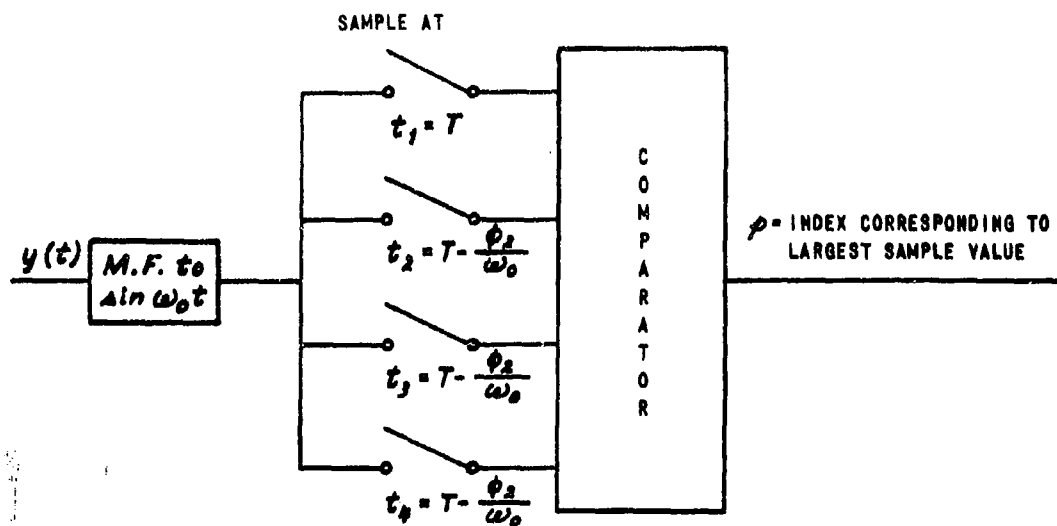 SAMPLE AT
t₁ = T
t₂ = T - φ₂/ω₀
t₃ = T - φ₂/ω₀
t₄ = T - φ₂/ω₀
y(t)
M.F. to
sin ω₀t
COMPARATOR
p = INDEX CORRESPONDING TO
LARGEST SAMPLE VALUE